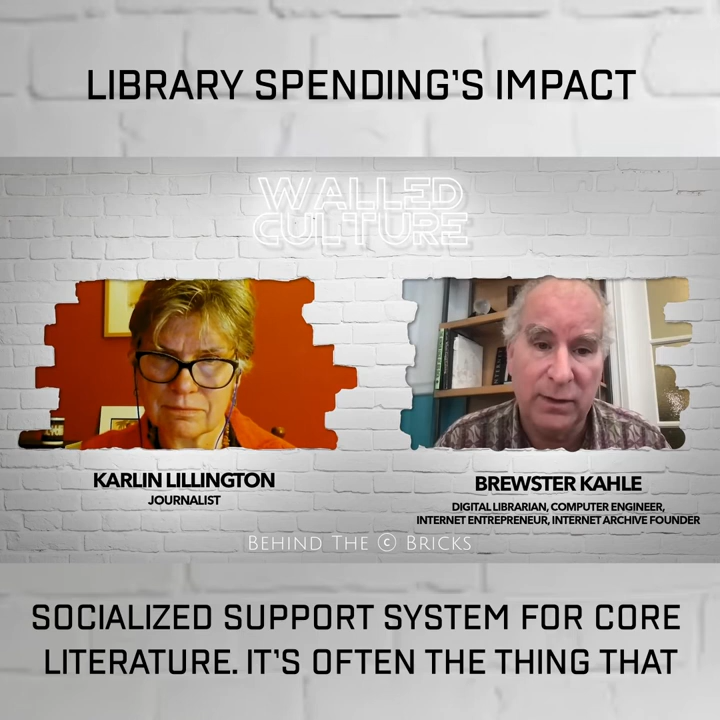 LIBRARY SPENDING'S IMPACT
WALLED
CULTURE
KARLIN LILLINGTON
JOURNALIST
BREWSTER KAHLE
DIGITAL LIBRARIAN, COMPUTER ENGINEER,
INTERNET ENTREPRENEUR, INTERNET ARCHIVE FOUNDER
BEHIND THE © BRICKS
SOCIALIZED SUPPORT SYSTEM FOR CORE
LITERATURE. IT'S OFTEN THE THING THAT